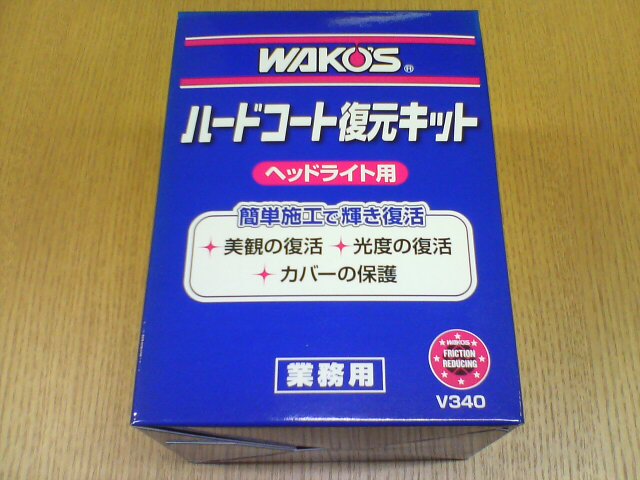 WAKO'S®
ハードコート復元キット
ヘッドライト用
簡単施工で輝き復活
美観の復活 光度の復活
カバーの保護
業務用
WAKO'S
FRICTION
REDUCING
V340